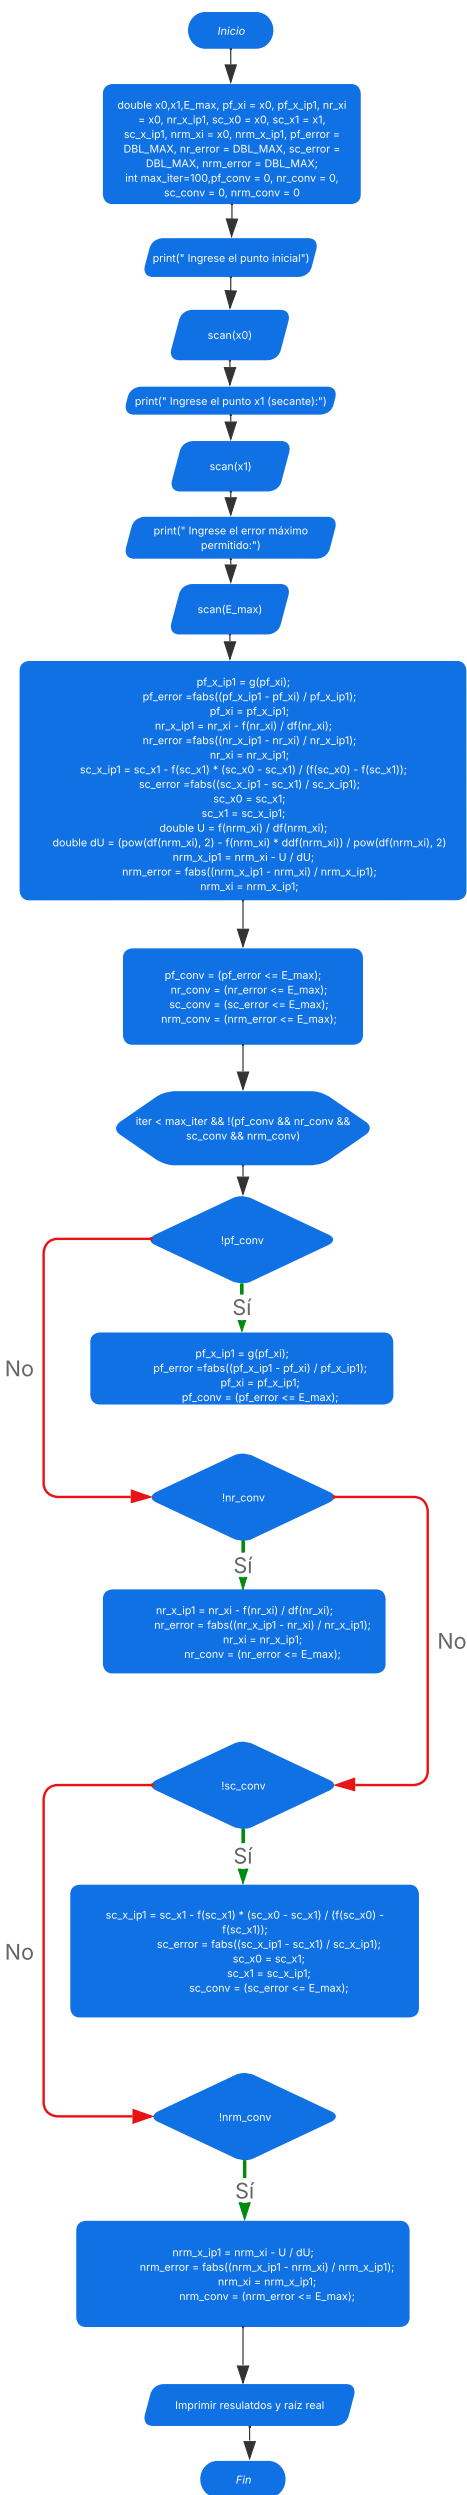 Inicio
double x0,x1,E_max, pf_xi = x0, pf_x_ip1, nr_xi
= x0, nr_x_ip1, sc_x0 = x0, sc_x1 = x1,
sc_x_ip1, nrm_xi = x0, nrm_x_ip1, pf_error =
DBL_MAX, nr_error = DBL_MAX, sc_error =
DBL_MAX, nrm_error = DBL_MAX;
int max_iter=100,pf_conv = 0, nr_conv = 0,
sc_conv = 0, nrm_conv = 0
print(" Ingrese el punto inicial")
scan(x0)
print(" Ingrese el punto x1 (secante):")
scan(x1)
print(" Ingrese el error máximo
permitido:")
scan(E_max)
pf_x_ip1 = g(pf_xi);
pf_error =fabs((pf_x_ip1 - pf_xi) / pf_x_ip1);
pf_xi = pf_x_ip1;
nr_x_ip1 = nr_xi - f(nr_xi) / df(nr_xi);
nr_error =fabs((nr_x_ip1 - nr_xi) / nr_x_ip1);
nr_xi = nr_x_ip1;
sc_x_ip1 = sc_x1 - f(sc_x1) * (sc_x0 - sc_x1) / (f(sc_x0) - f(sc_x1));
sc_error =fabs((sc_x_ip1 - sc_x1) / sc_x_ip1);
sc_x0 = sc_x1;
sc_x1 = sc_x_ip1;
double U = f(nrm_xi) / df(nrm_xi);
double dU = (pow(df(nrm_xi), 2) - f(nrm_xi) * ddf(nrm_xi)) / pow(df(nrm_xi), 2)
nrm_x_ip1 = nrm_xi - U / dU;
nrm_error = fabs((nrm_x_ip1 - nrm_xi) / nrm_x_ip1);
nrm_xi = nrm_x_ip1;
pf_conv = (pf_error <= E_max);
nr_conv = (nr_error <= E_max);
sc_conv = (sc_error <= E_max);
nrm_conv = (nrm_error <= E_max);
iter < max_iter && !(pf_conv && nr_conv &&
sc_conv && nrm_conv)
!pf_conv
Sí
No
pf_x_ip1 = g(pf_xi);
pf_error =fabs((pf_x_ip1 - pf_xi) / pf_x_ip1);
pf_xi = pf_x_ip1;
pf_conv = (pf_error <= E_max);
!nr_conv
Sí
nr_x_ip1 = nr_xi - f(nr_xi) / df(nr_xi);
nr_error = fabs((nr_x_ip1 - nr_xi) / nr_x_ip1);
nr_xi = nr_x_ip1;
nr_conv = (nr_error <= E_max);
No
!sc_conv
Sí
sc_x_ip1 = sc_x1 - f(sc_x1) * (sc_x0 - sc_x1) / (f(sc_x0) -
f(sc_x1));
sc_error = fabs((sc_x_ip1 - sc_x1) / sc_x_ip1);
sc_x0 = sc_x1;
sc_x1 = sc_x_ip1;
sc_conv = (sc_error <= E_max);
No
!nrm_conv
Sí
nrm_x_ip1 = nrm_xi - U / dU;
nrm_error = fabs((nrm_x_ip1 - nrm_xi) / nrm_x_ip1);
nrm_xi = nrm_x_ip1;
nrm_conv = (nrm_error <= E_max);
Imprimir resulatdos y raíz real
Fin